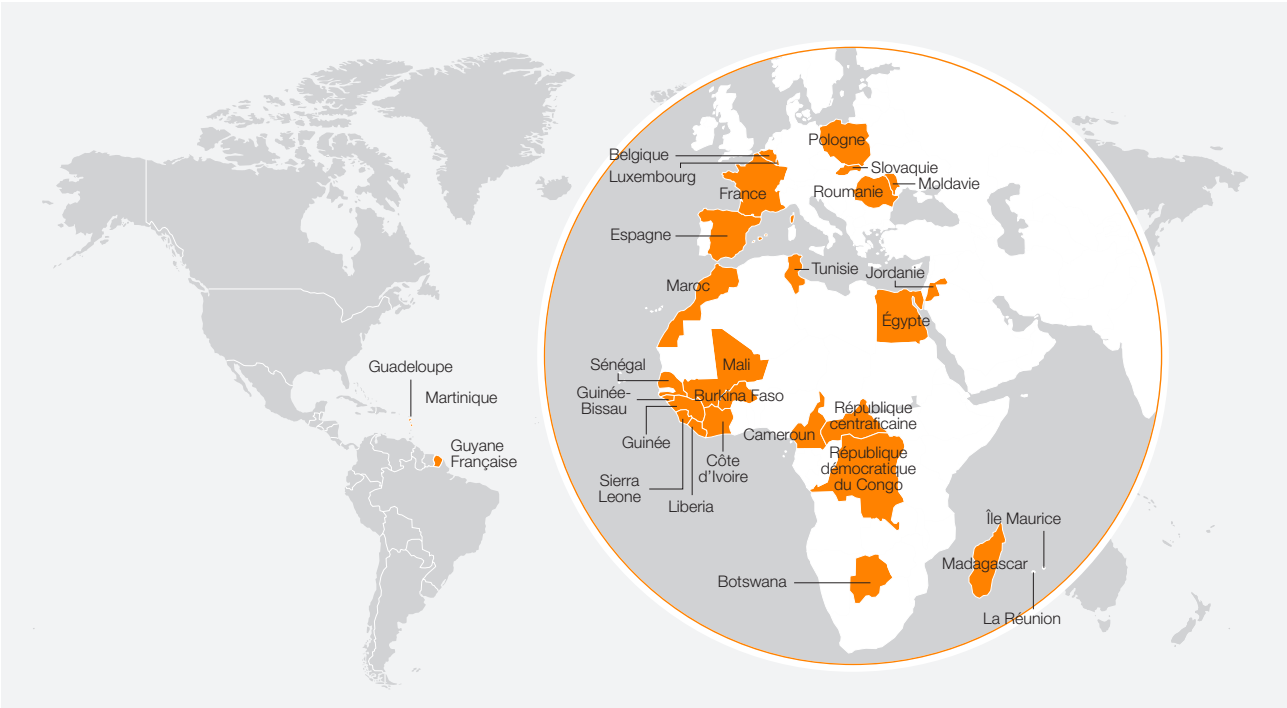 Guadeloupe
Martinique
Guyane
Française
Belgique
Luxembourg
France
Espagne
Pologne
Slovaquie
Moldavie
Roumanie
Maroc
Tunisie
Jordanie
Égypte
Sénégal
Guinée-
Bissau
Guinée
Sierra
Leone
Liberia
Côte
d'Ivoire
Mali
Burkina Faso
Cameroun
République
centraficaine
République
démocratique
du Congo
Botswana
Île Maurice
Madagascar
La Réunion